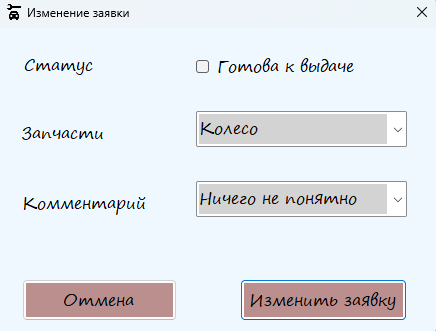 Изменение заявки
Статус Готова к выдаче
Запчасти Колесо
Комментарий Ничего не понятно
Отмена Изменить заявку